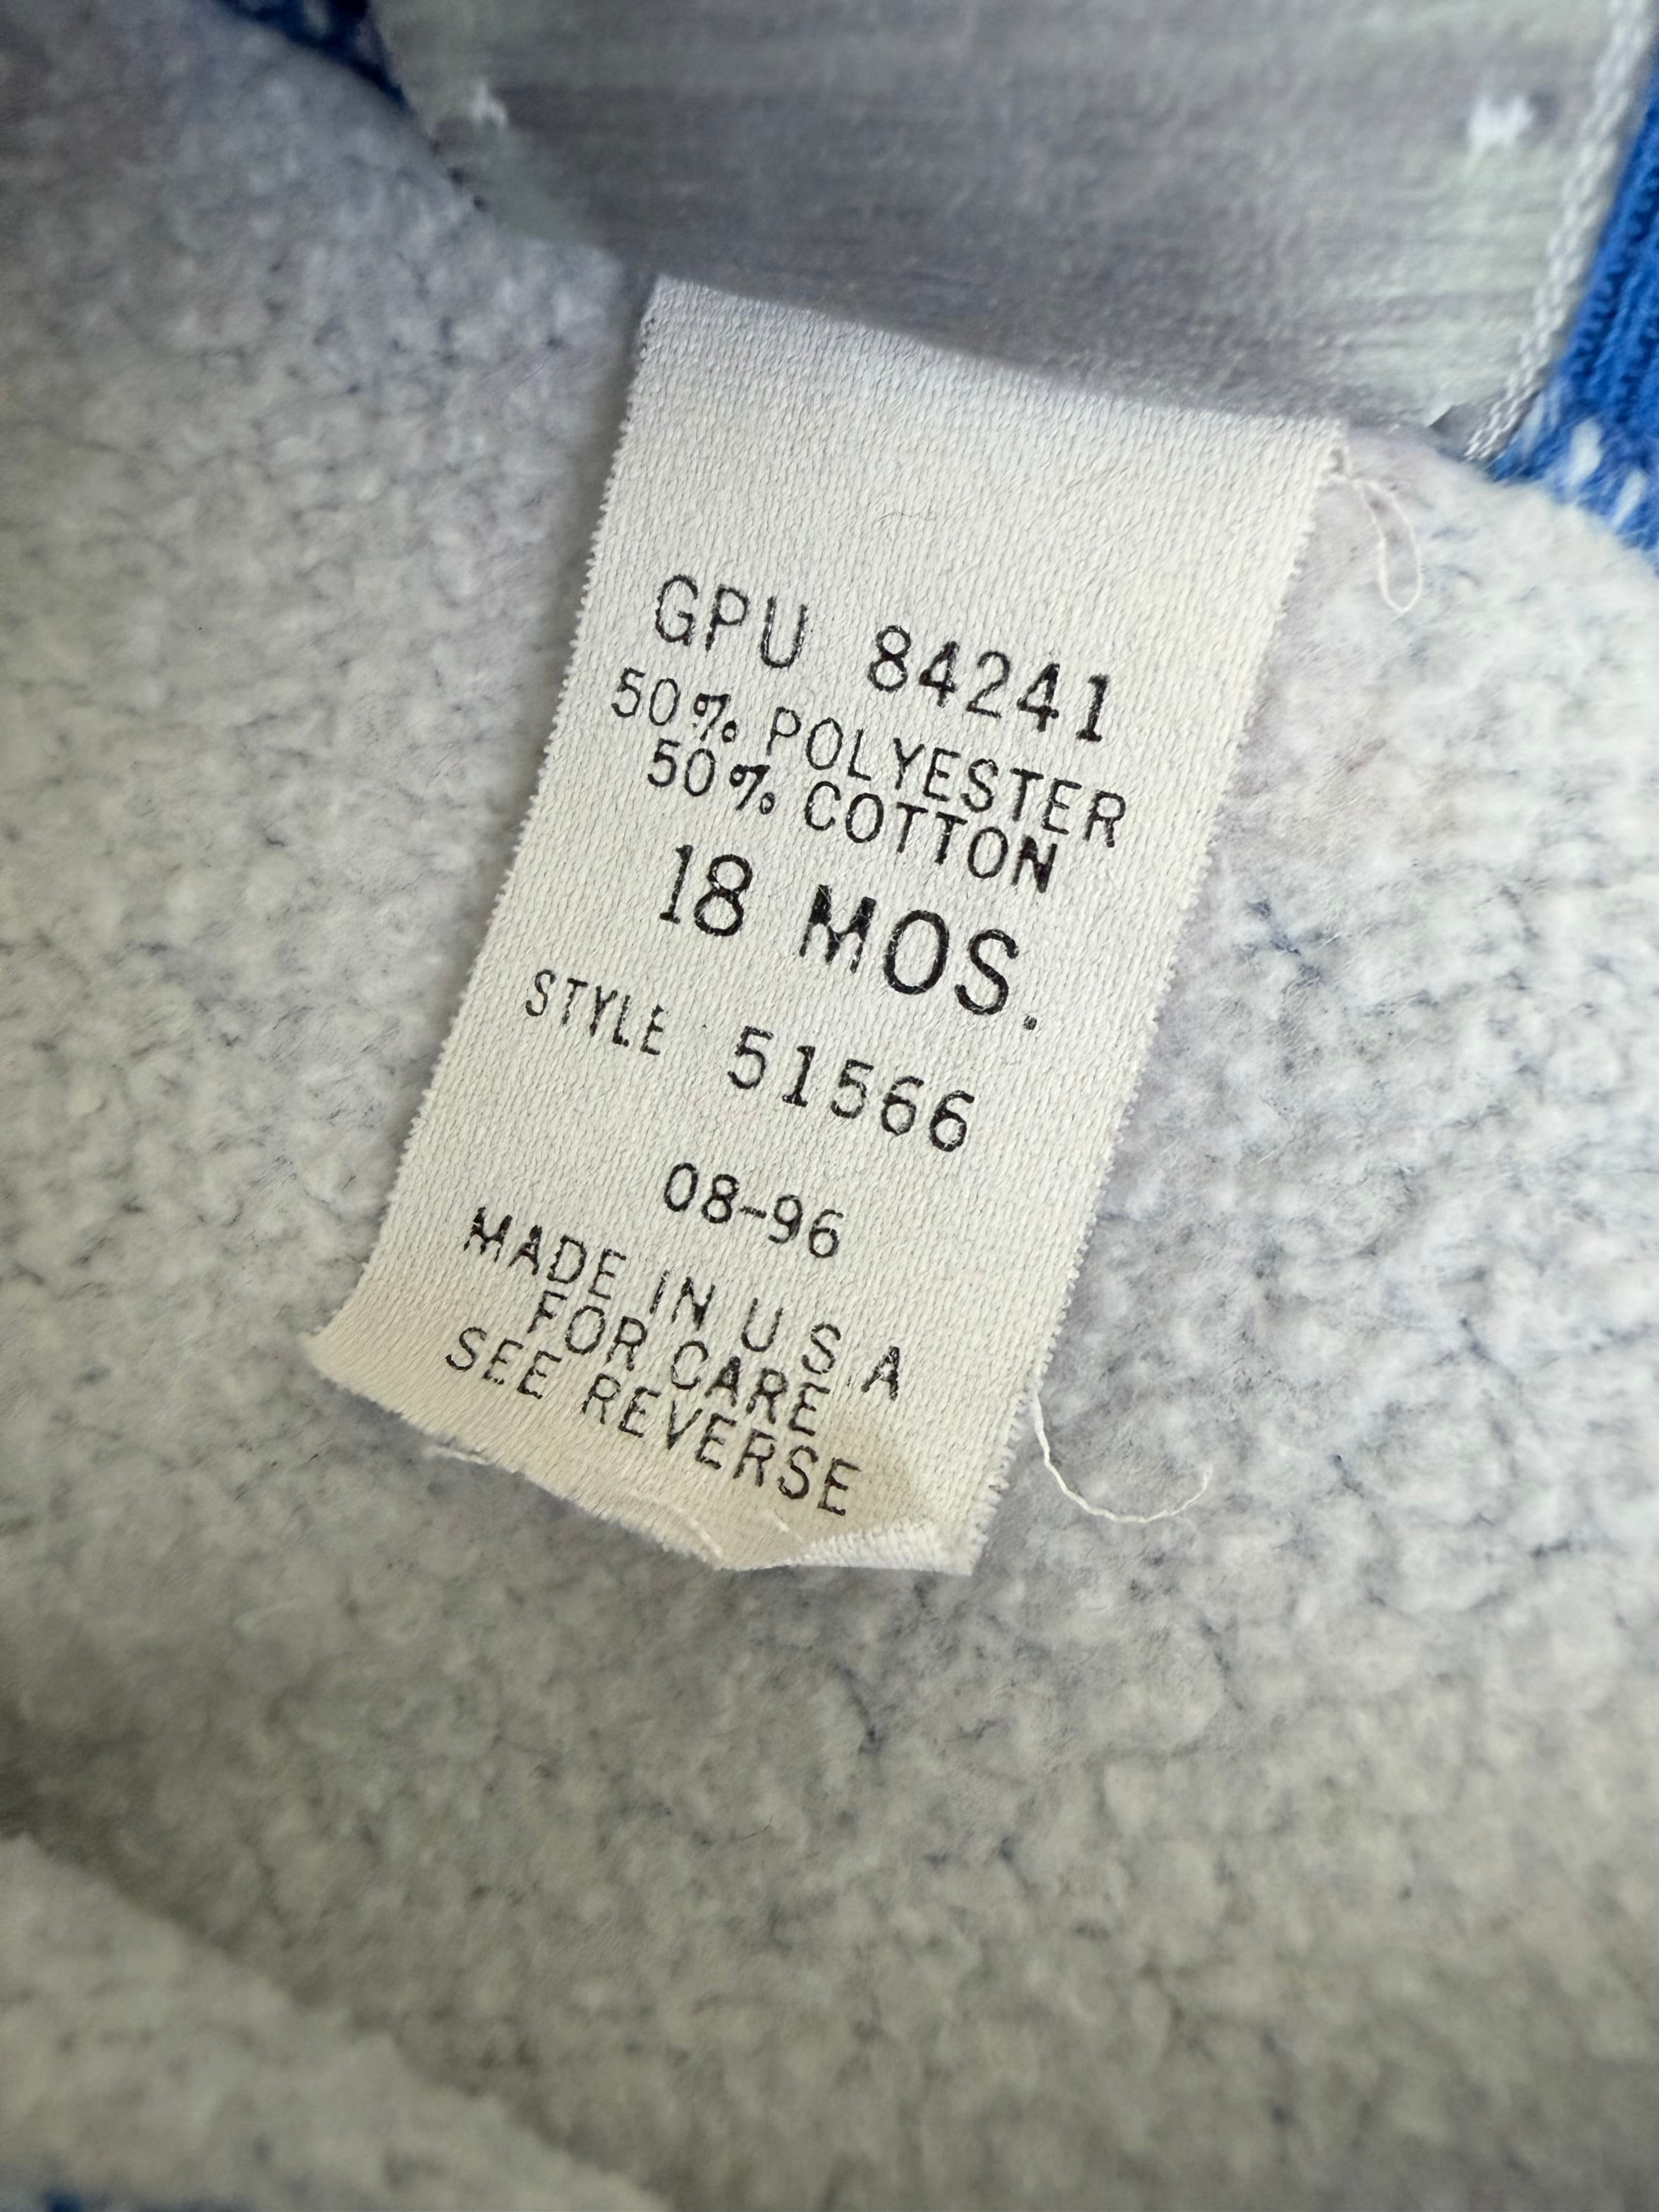 GPU 84241
50% POLYESTER
50% COTTON
18 MOS.
STYLE 51566
08-96
MADE IN U S A
FOR CARE
SEE REVERSE